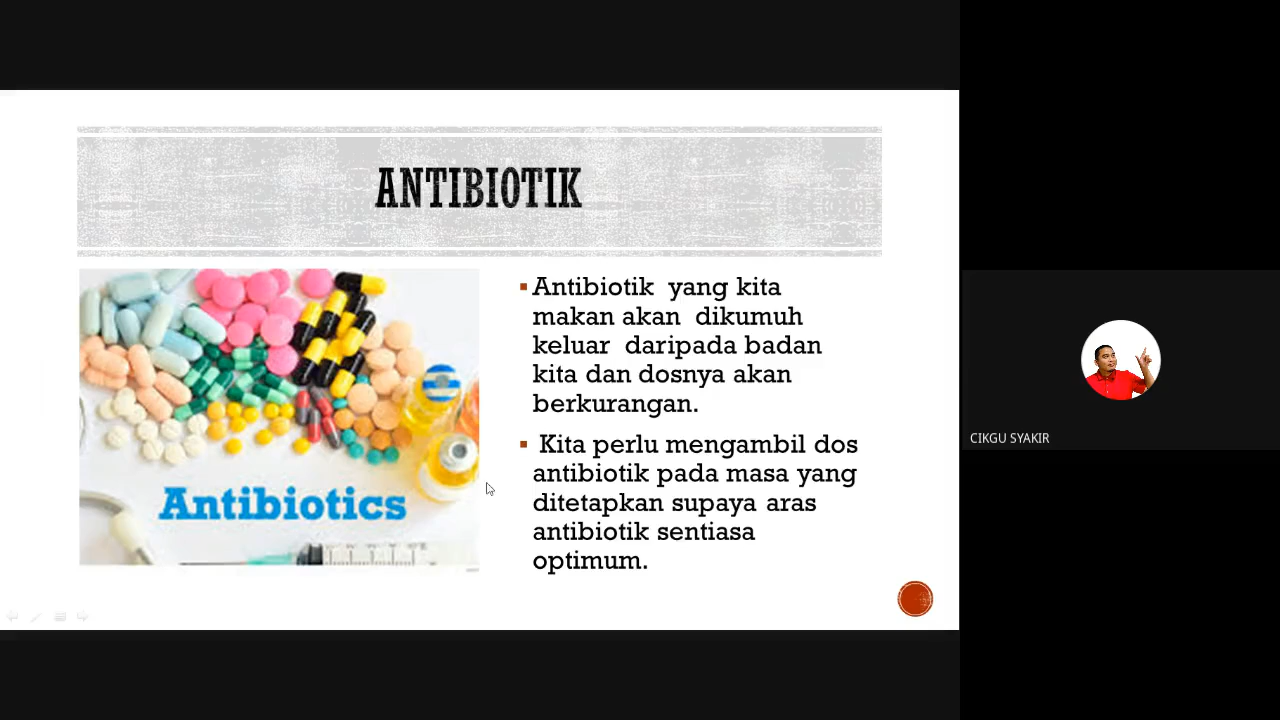 ANTIBIOTIK
Antibiotik yang kita
makan akan dikumuh
keluar daripada badan
kita dan dosnya akan
berkurangan.
Kita perlu mengambil dos
antibiotik pada masa yang
ditetapkan supaya aras
antibiotik sentiasa
optimum.
Antibiotics
CIKGU SYAKIR